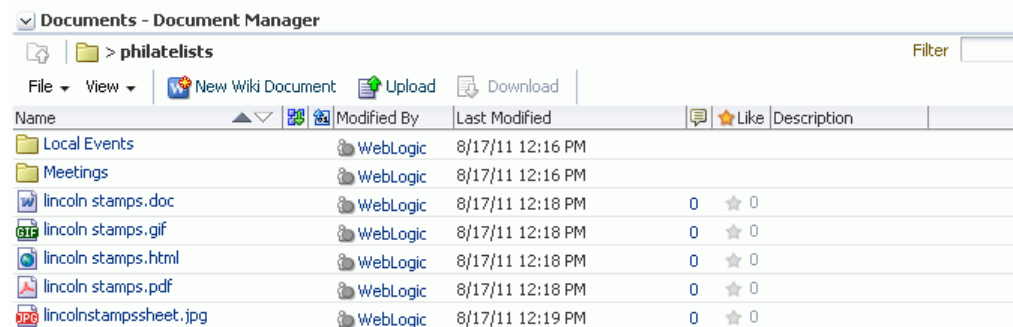 Documents - Document Manager
> philatelists Filter
File View New Wiki Document Upload Download
Name Modified By Last Modified Like Description
Local Events WebLogic 8/17/11 12:16 PM
Meetings WebLogic 8/17/11 12:16 PM
lincoln stamps.doc WebLogic 8/17/11 12:18 PM 0 0
GIF lincoln stamps.gif WebLogic 8/17/11 12:18 PM 0 0
lincoln stamps.html WebLogic 8/17/11 12:18 PM 0 0
lincoln stamps.pdf WebLogic 8/17/11 12:18 PM 0 0
JPG lincolnstampssheet.jpg WebLogic 8/17/11 12:19 PM 0 0